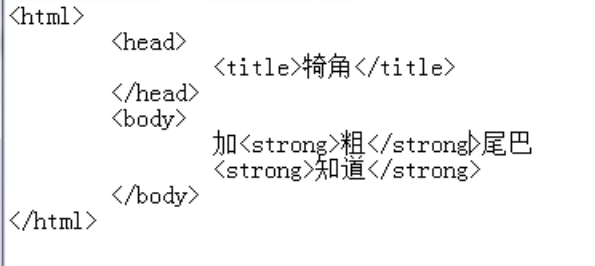 <html>
<head>
<title>犄角</title>
</head>
<body>
加<strong>粗</strong>尾巴
<strong>知道</strong>
</body>
</html>